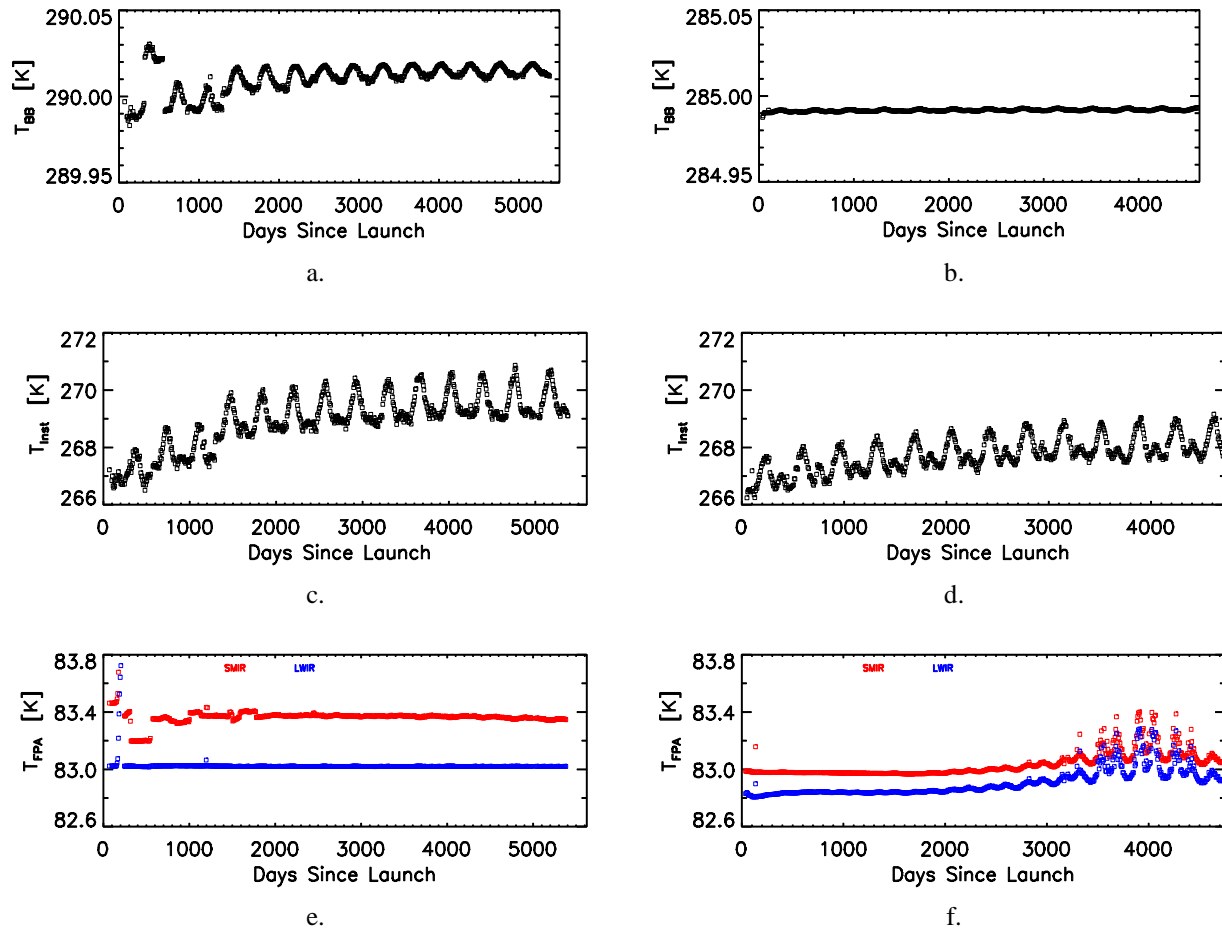 290.05
290.00
289.95
T_BB [K]
0 1000 2000 3000 4000 5000
Days Since Launch
a.
285.05
285.00
284.95
T_BB [K]
0 1000 2000 3000 4000
Days Since Launch
b.
272
270
268
266
T_Inst [K]
0 1000 2000 3000 4000 5000
Days Since Launch
c.
272
270
268
266
T_Inst [K]
0 1000 2000 3000 4000
Days Since Launch
d.
83.8
83.4
83.0
82.6
T_FPA [K]
SMIR LWIR
0 1000 2000 3000 4000 5000
Days Since Launch
e.
83.8
83.4
83.0
82.6
T_FPA [K]
SMIR LWIR
0 1000 2000 3000 4000
Days Since Launch
f.